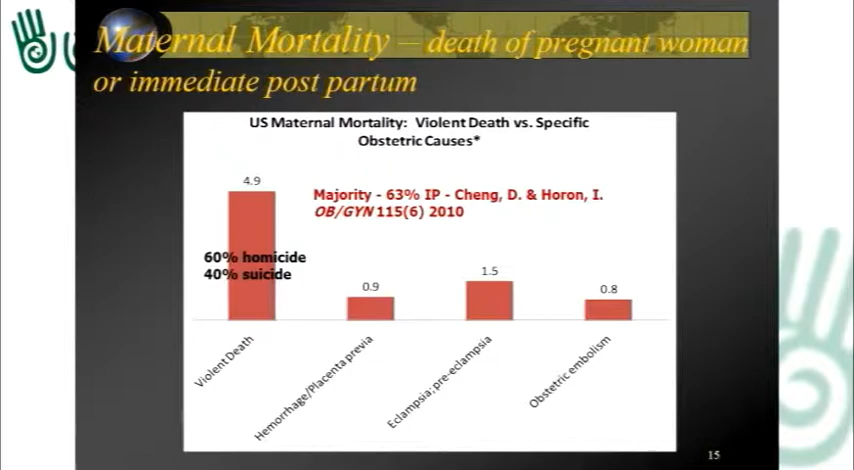 Maternal Mortality – death of pregnant woman
or immediate post partum
US Maternal Mortality: Violent Death vs. Specific
Obstetric Causes*
4.9
Majority - 63% IP - Cheng, D. & Horon, I.
OB/GYN 115(6) 2010
60% homicide
40% suicide
0.9
1.5
0.8
Violent Death
Hemorrhage/Placenta previa
Eclampsia; pre-eclampsia
Obstetric embolism
15